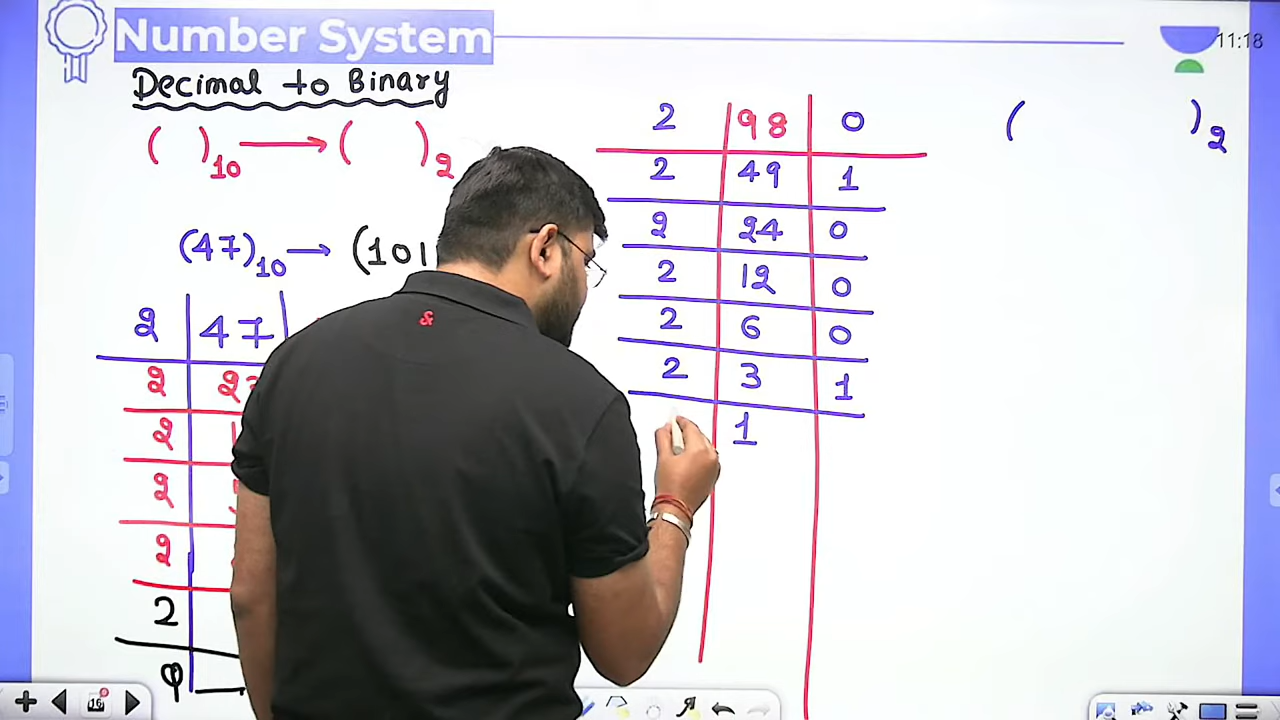 Number System
11:18
Decimal to Binary
( )10 → ( )2
(47)10 → (101
2 47
2
2
2
2
2
2 98 0
2 49 1
2 24 0
2 12 0
2 6 0
2 3 1
1
( )2